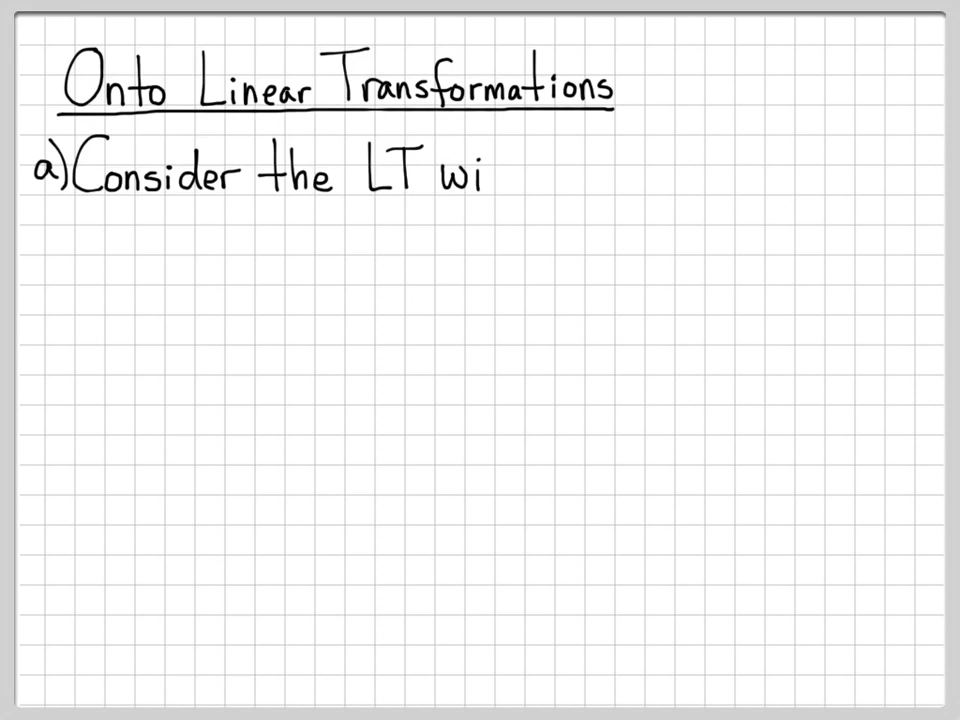 Onto Linear Transformations
a) Consider the LT wi